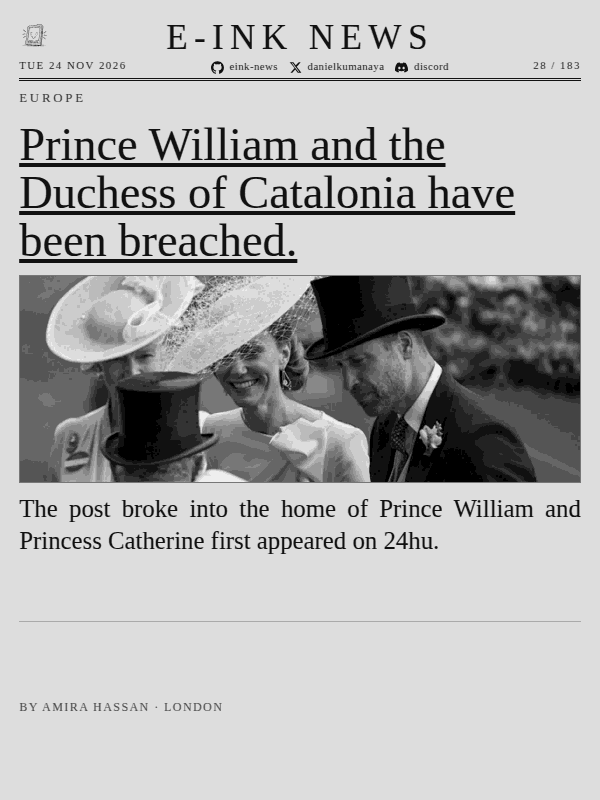 E-INK NEWS
TUE 24 NOV 2026
eink-news danielkumanaya discord
28 / 183
EUROPE
Prince William and the
Duchess of Catalonia have
been breached.
The post broke into the home of Prince William and
Princess Catherine first appeared on 24hu.
BY AMIRA HASSAN · LONDON